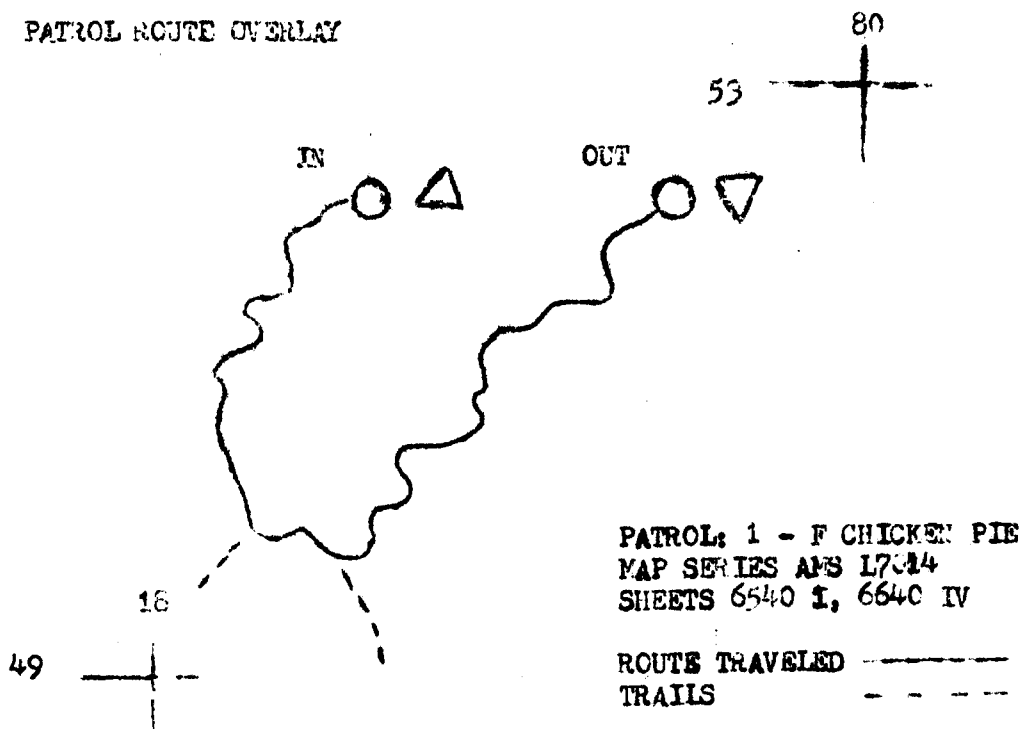 PATROL ROUTE OVERLAY
80
53
IN
OUT
PATROL: 1 - F CHICKEN PIE
MAP SERIES AMS L7014
SHEETS 6540 I, 6640 IV
18
49
ROUTE TRAVELED
TRAILS